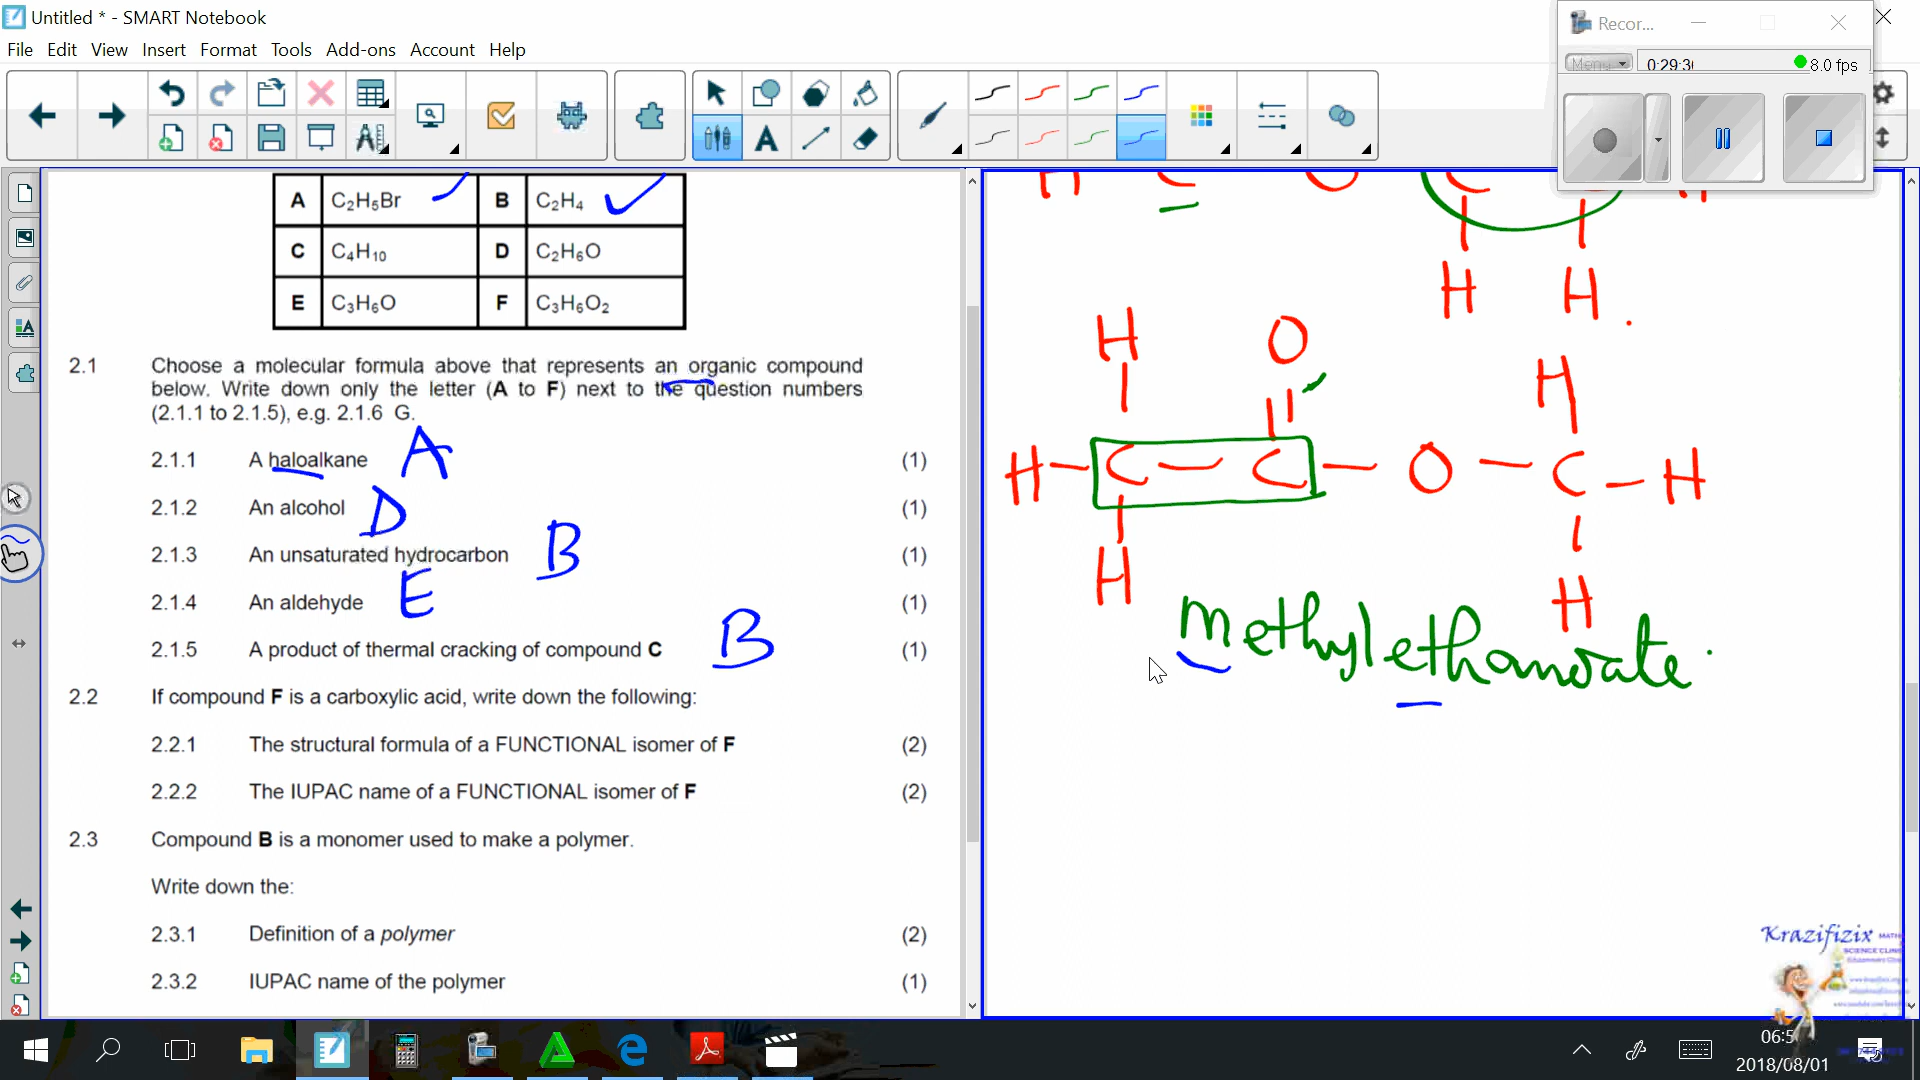 Untitled * - SMART Notebook
File Edit View Insert Format Tools Add-ons Account Help
Recor...
Menu
8.0 fps
A C₂H₅Br B C₂H₄
C C₄H₁₀ D C₂H₆O
E C₃H₆O F C₃H₆O₂
2.1 Choose a molecular formula above that represents an organic compound
below. Write down only the letter (A to F) next to the question numbers
(2.1.1 to 2.1.5), e.g. 2.1.6 G.
2.1.1 A haloalkane A (1)
2.1.2 An alcohol D (1)
2.1.3 An unsaturated hydrocarbon B (1)
2.1.4 An aldehyde E (1)
2.1.5 A product of thermal cracking of compound C B (1)
2.2 If compound F is a carboxylic acid, write down the following:
2.2.1 The structural formula of a FUNCTIONAL isomer of F (2)
2.2.2 The IUPAC name of a FUNCTIONAL isomer of F (2)
2.3 Compound B is a monomer used to make a polymer.
Write down the:
2.3.1 Definition of a polymer (2)
2.3.2 IUPAC name of the polymer (1)
H C O C C H
H H
H O H
H - C - C - O - C - H
H H
methyl ethanoate
Krazifizix
SCIENCE CLINIC
2018/08/01